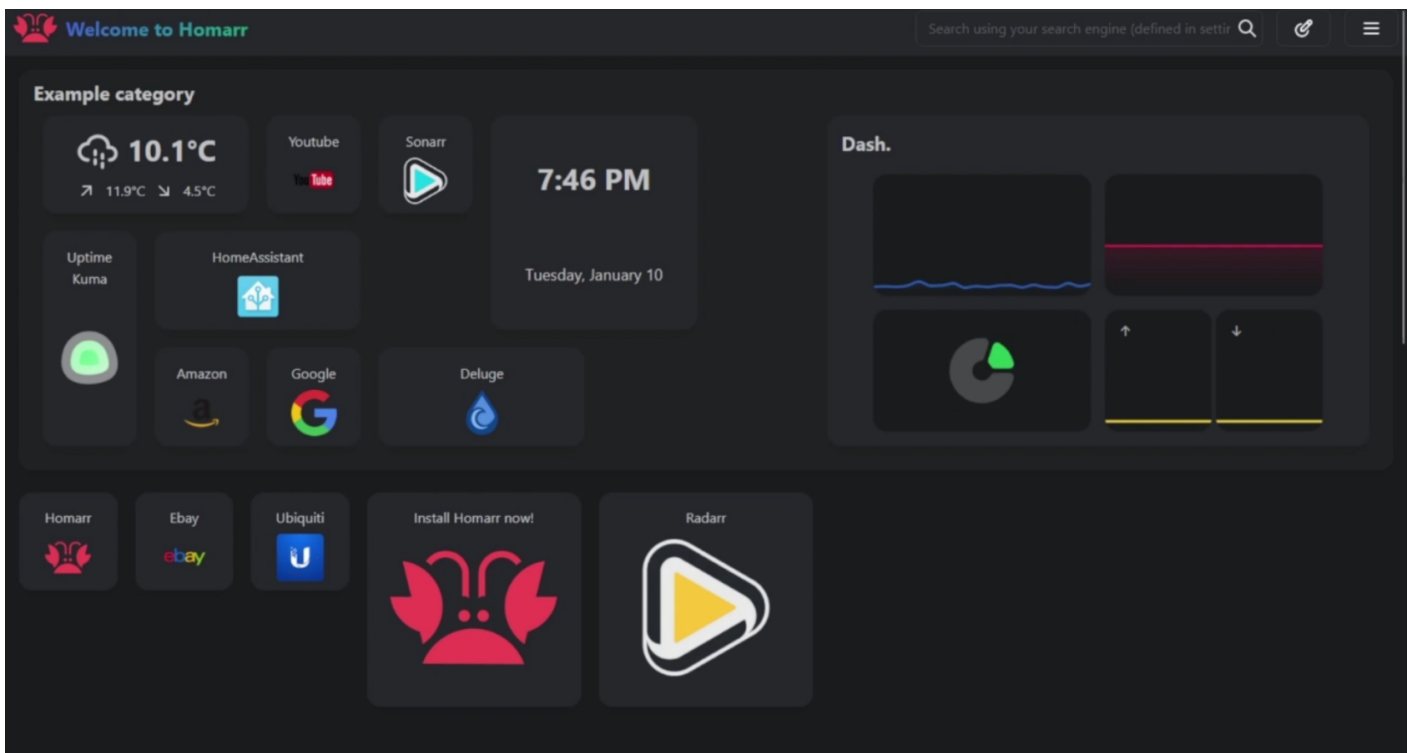 Welcome to Homarr
Search using your search engine (defined in settir
Example category
10.1°C
11.9°C 4.5°C
Youtube
YouTube
Sonarr
7:46 PM
Tuesday, January 10
Dash.
Uptime
Kuma
HomeAssistant
Amazon
a
Google
G
Deluge
Homarr
Ebay
ebay
Ubiquiti
U
Install Homarr now!
Radarr